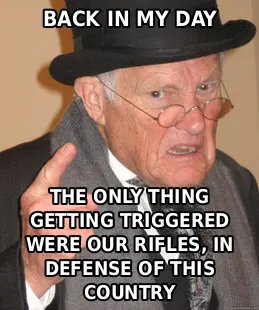 BACK IN MY DAY
THE ONLY THING
GETTING TRIGGERED
WERE OUR RIFLES, IN
DEFENSE OF THIS
COUNTRY